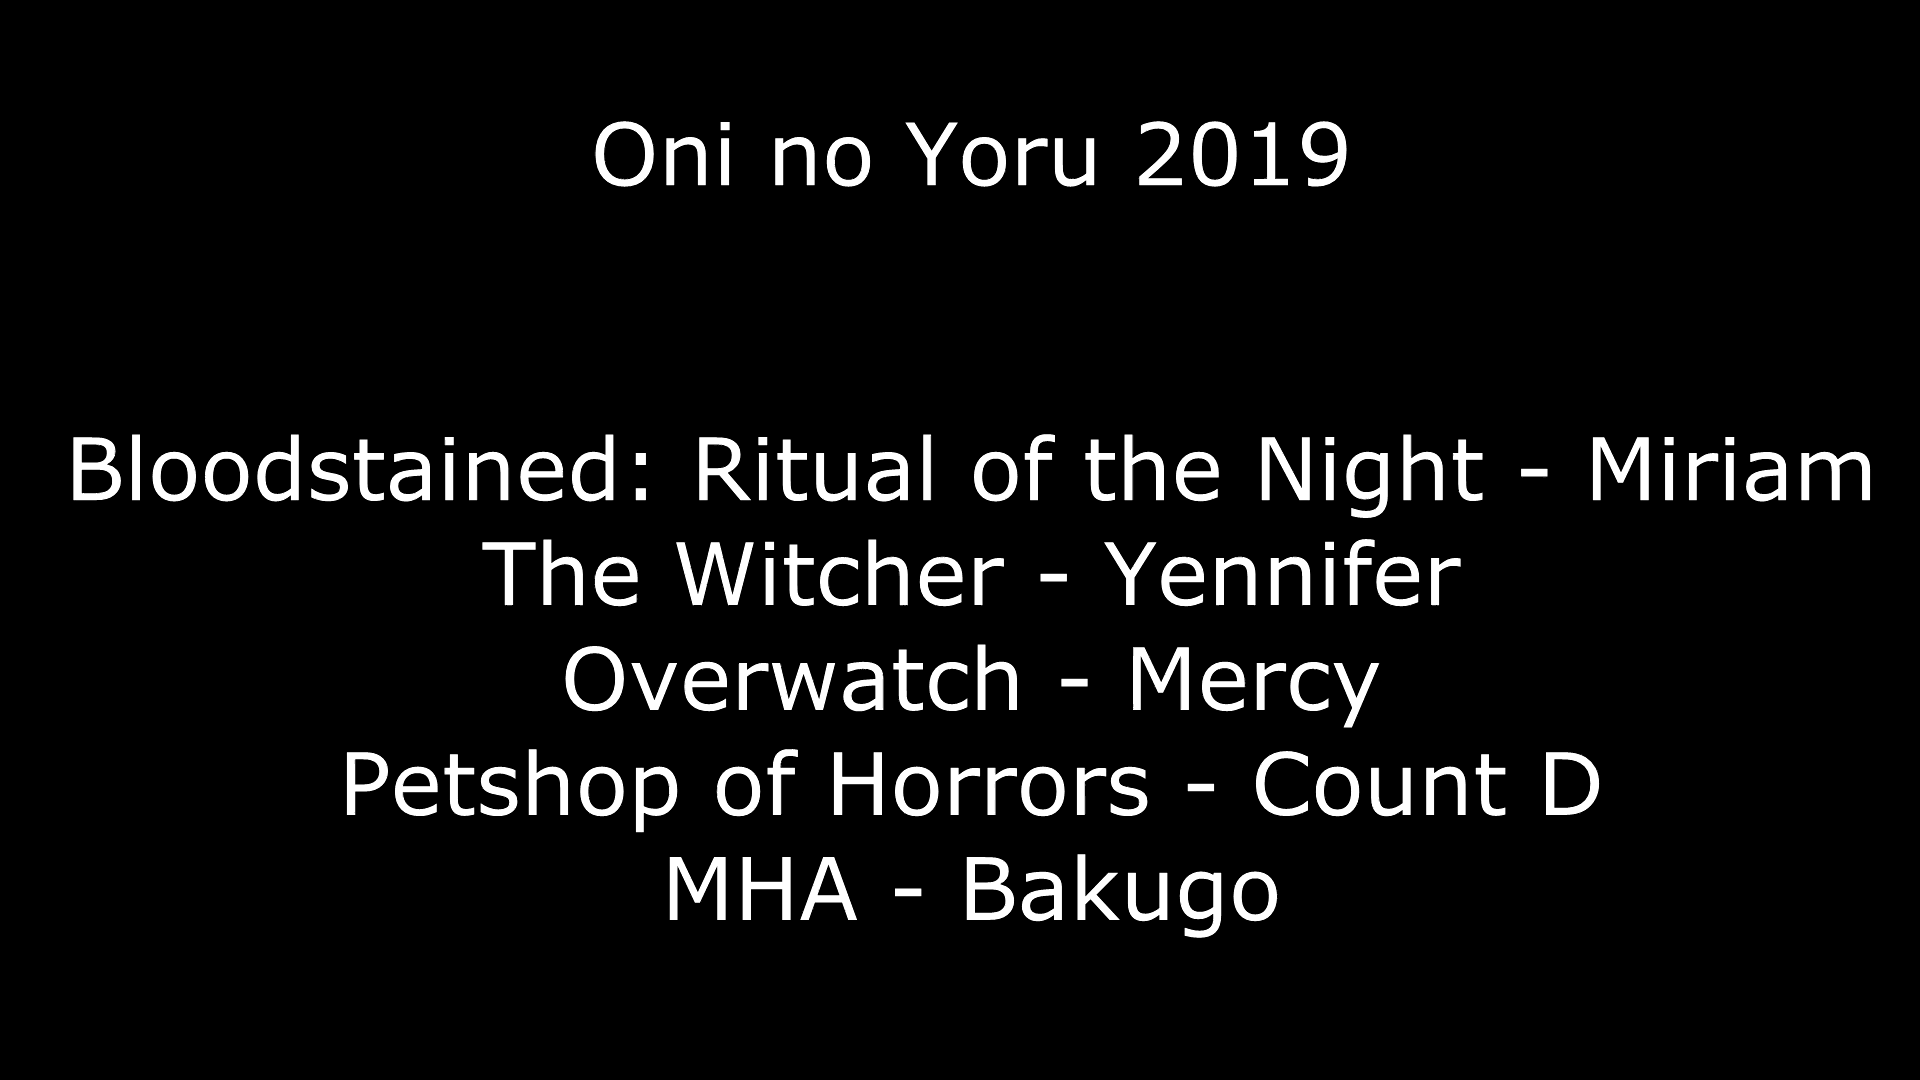 Oni no Yoru 2019
Bloodstained: Ritual of the Night - Miriam
The Witcher - Yennifer
Overwatch - Mercy
Petshop of Horrors - Count D
MHA - Bakugo